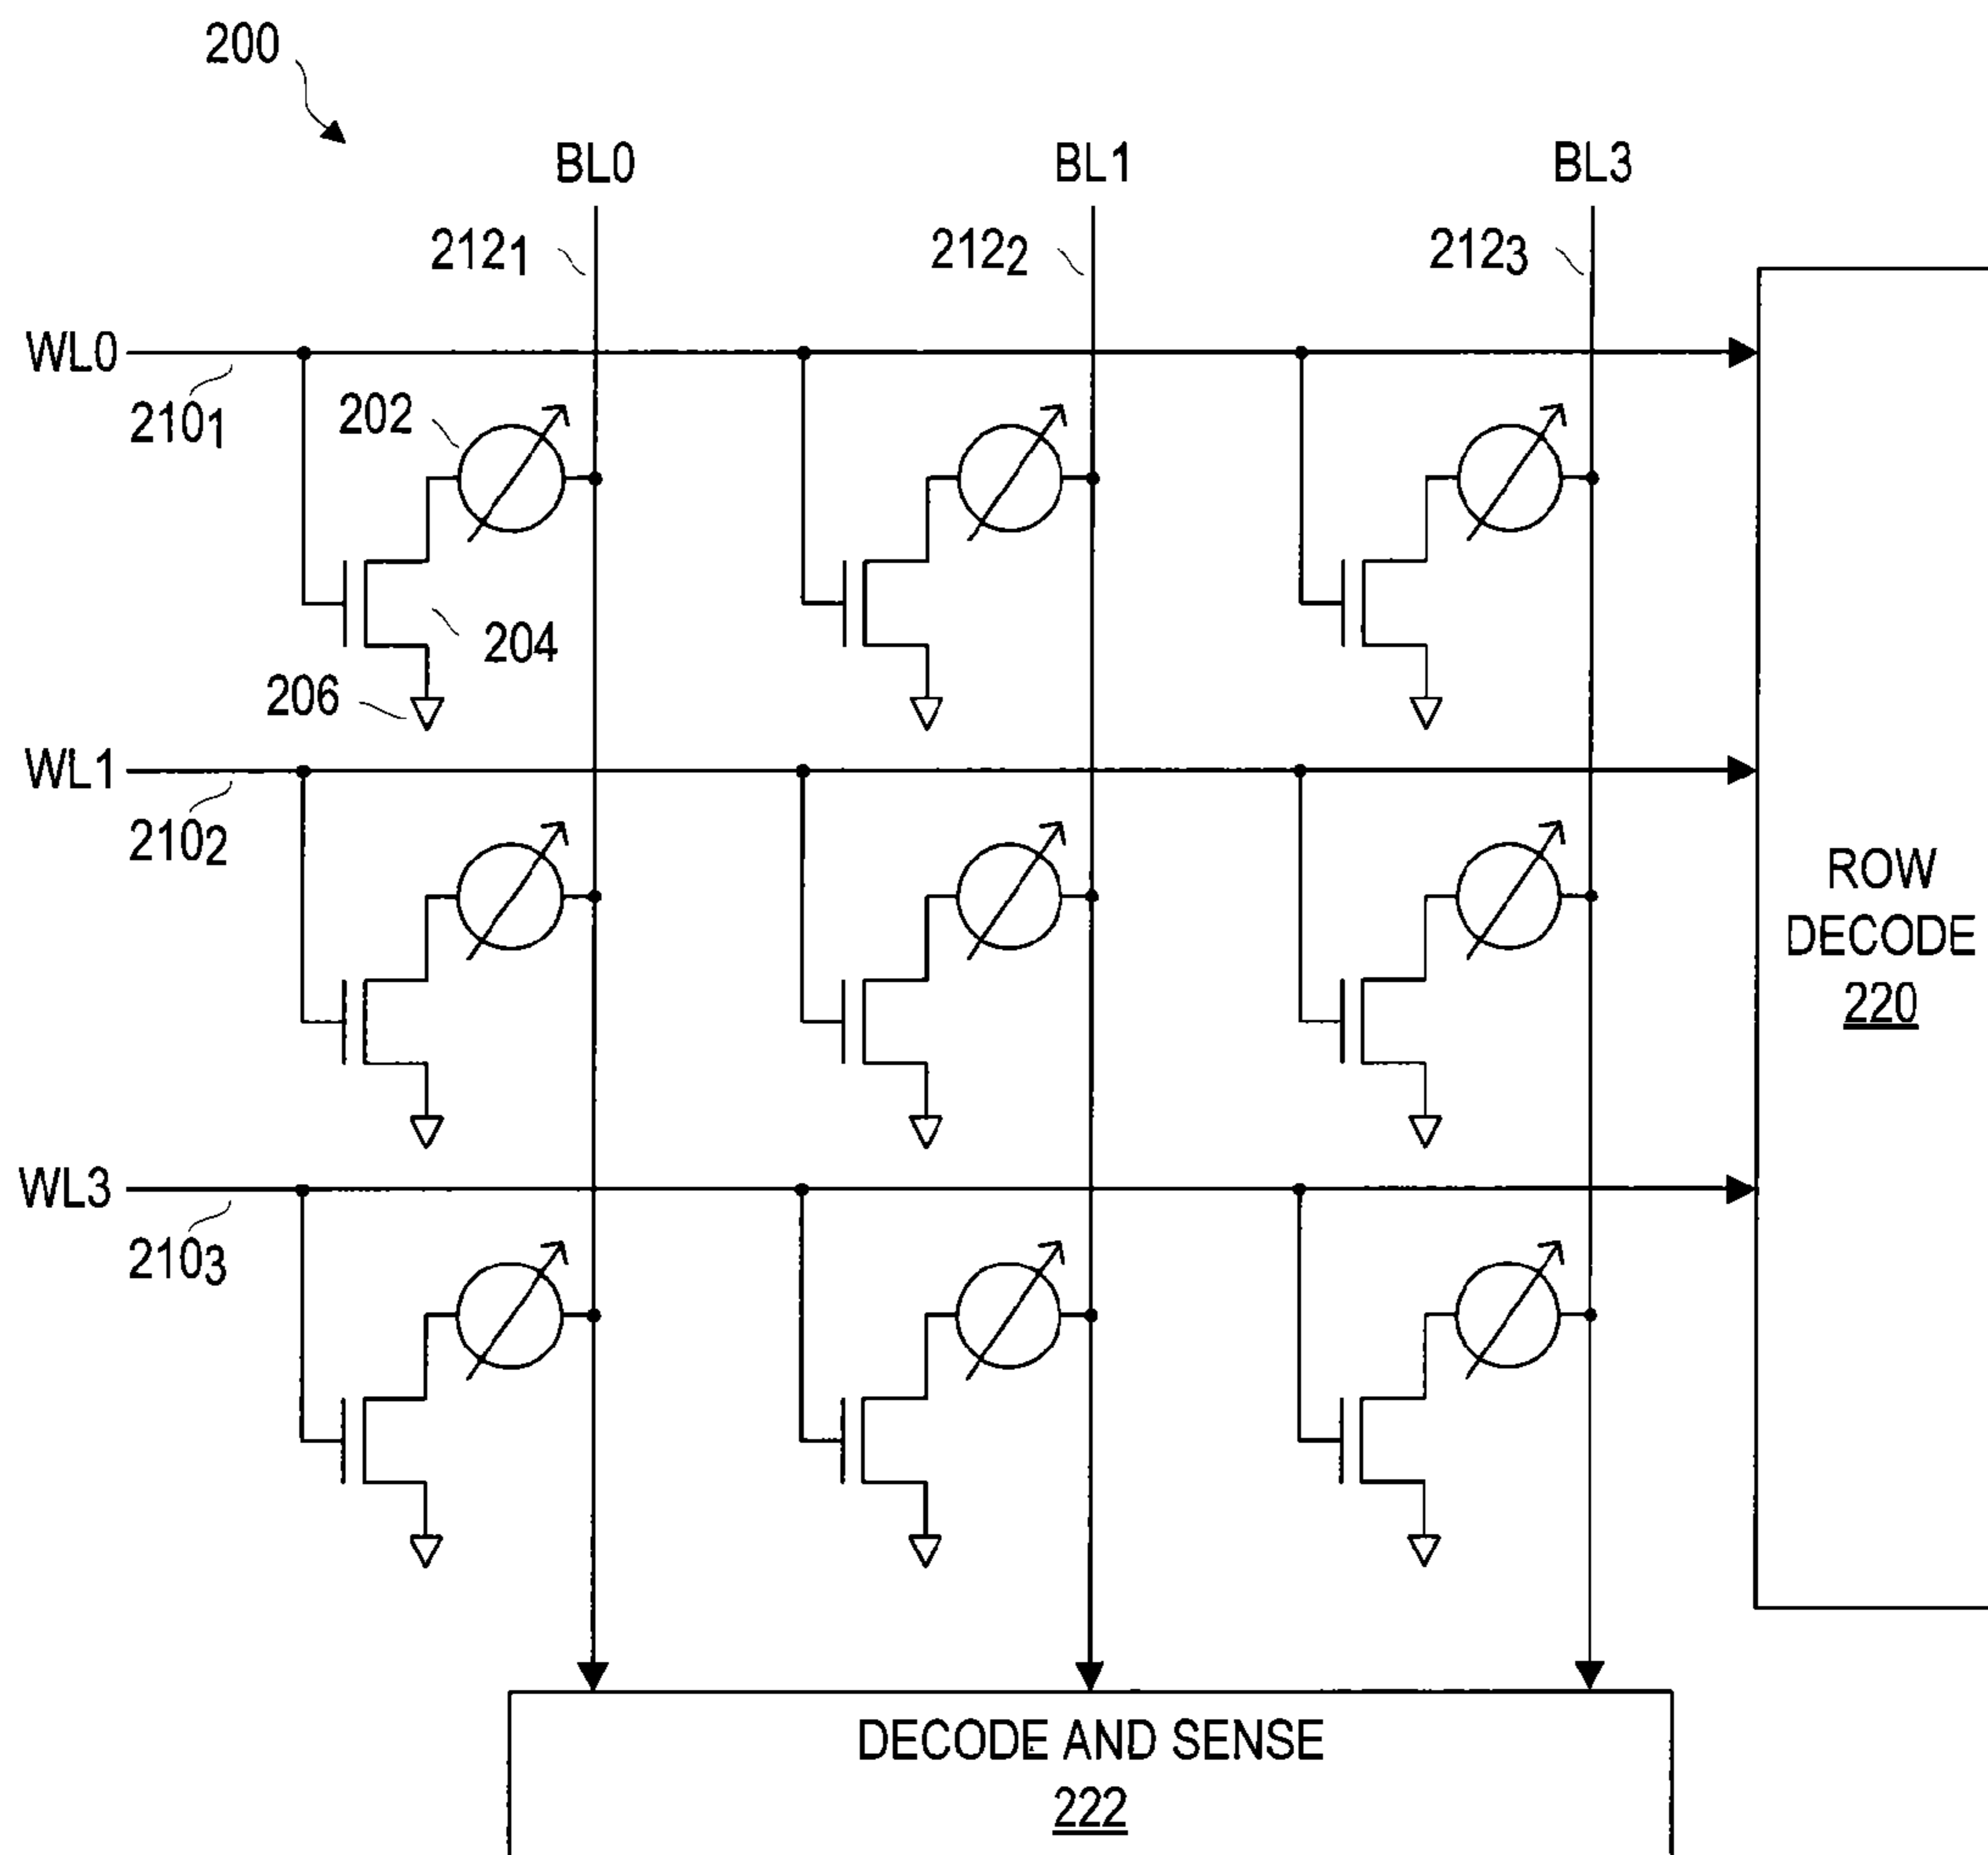 200
BL0 BL1 BL3
212₁ 212₂ 212₃
WL0
210₁
202
204
206
WL1
210₂
ROW
DECODE
220
WL3
210₃
DECODE AND SENSE
222